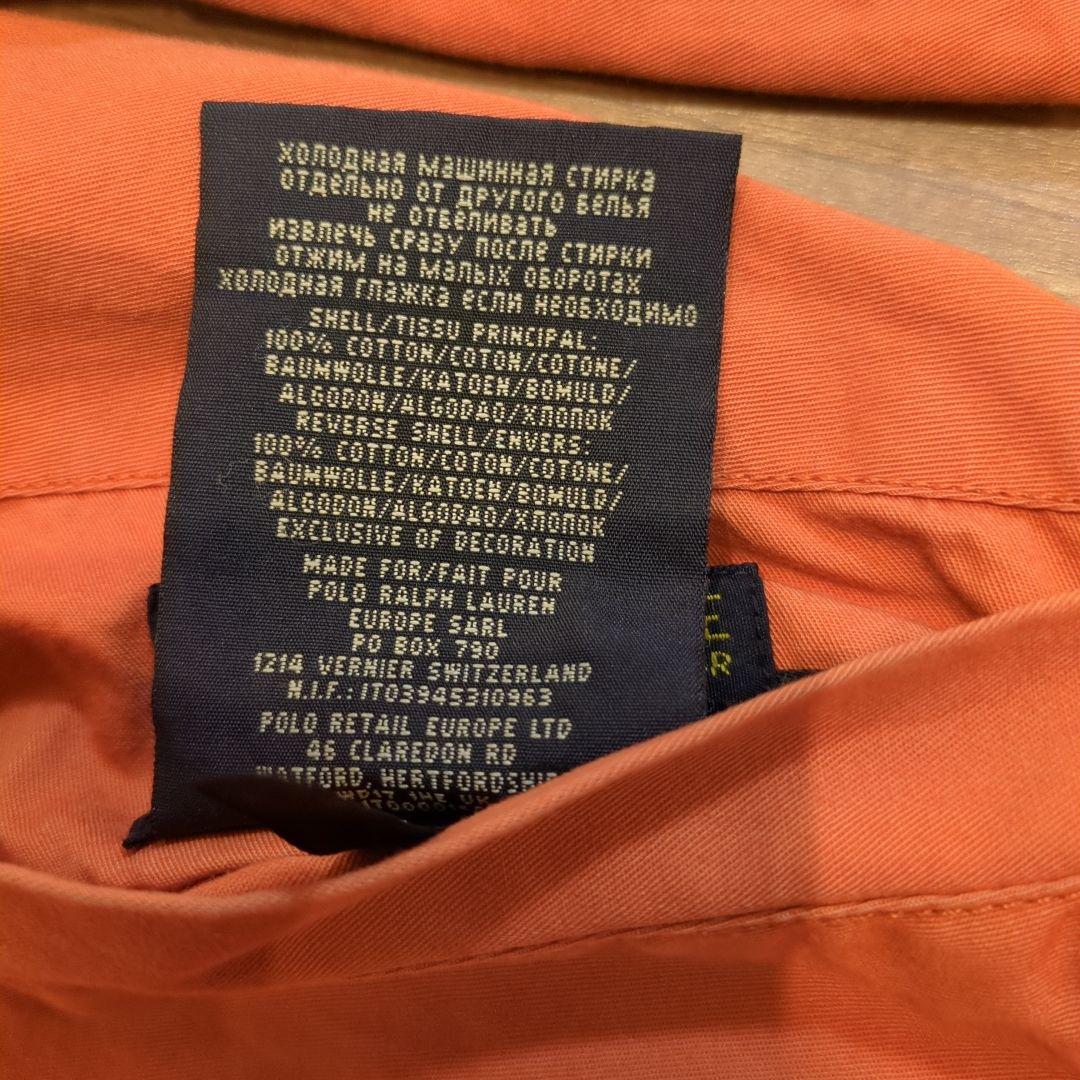 ХОЛОДНАЯ МАШИННАЯ СТИРКА
ОТДЕЛЬНО ОТ ДРУГОГО БЕЛЬЯ
НЕ ОТБЕЛИВАТЬ
ИЗВЛЕЧЬ СРАЗУ ПОСЛЕ СТИРКИ
ОТЖИМ НА МАЛЫХ ОБОРОТАХ
ХОЛОДНАЯ ГЛАЖКА ЕСЛИ НЕОБХОДИМО
SHELL/TISSU PRINCIPAL:
100% COTTON/COTON/COTONE/
BAUMWOLLE/KATOEN/BOMULD/
ALGODON/ALGODAO/ХЛОПОК
REVERSE SHELL/ENVERS:
100% COTTON/COTON/COTONE/
BAUMWOLLE/KATOEN/BOMULD/
ALGODON/ALGODAO/ХЛОПОК
EXCLUSIVE OF DECORATION
MADE FOR/FAIT POUR
POLO RALPH LAUREN
EUROPE SARL
PO BOX 790
1214 VERNIER SWITZERLAND
N.I.F.:IT03945310963
POLO RETAIL EUROPE LTD
46 CLAREDON RD
WATFORD, HERTFORDSHI
E
R